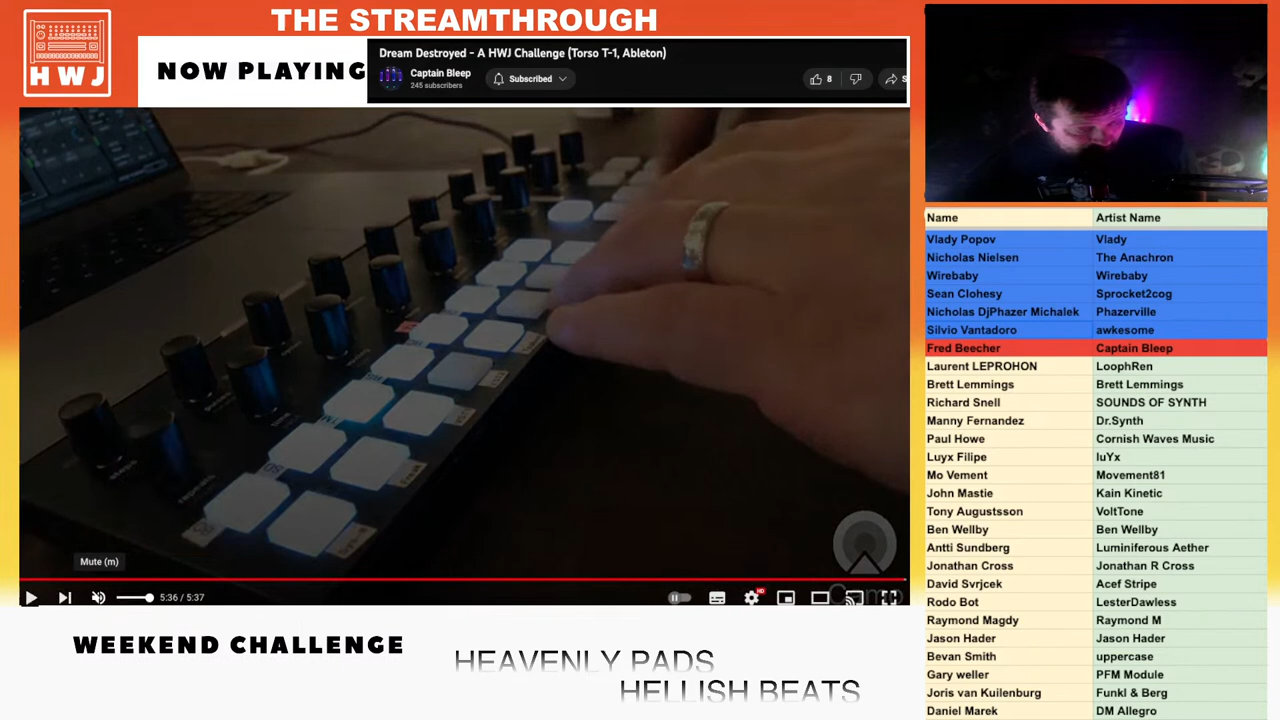 THE STREAMTHROUGH
HWJ
NOW PLAYING
Dream Destroyed - A HWJ Challenge (Torso T-1, Ableton)
Captain Bleep
245 subscribers
Subscribed
8
S
Mute (m)
5:36 / 5:37
HD
WEEKEND CHALLENGE
HEAVENLY PADS
HELLISH BEATS
Name Artist Name
Vlady Popov Vlady
Nicholas Nielsen The Anachron
Wirebaby Wirebaby
Sean Clohesy Sprocket2cog
Nicholas DjPhazer Michalek Phazerville
Silvio Vantadoro awkesome
Fred Beecher Captain Bleep
Laurent LEPROHON LoophRen
Brett Lemmings Brett Lemmings
Richard Snell SOUNDS OF SYNTH
Manny Fernandez Dr.Synth
Paul Howe Cornish Waves Music
Luyx Filipe luYx
Mo Vement Movement81
John Mastie Kain Kinetic
Tony Augustsson VoltTone
Ben Wellby Ben Wellby
Antti Sundberg Luminiferous Aether
Jonathan Cross Jonathan R Cross
David Svrjcek Acef Stripe
Rodo Bot LesterDawless
Raymond Magdy Raymond M
Jason Hader Jason Hader
Bevan Smith uppercase
Gary weller PFM Module
Joris van Kuilenburg Funkl & Berg
Daniel Marek DM Allegro